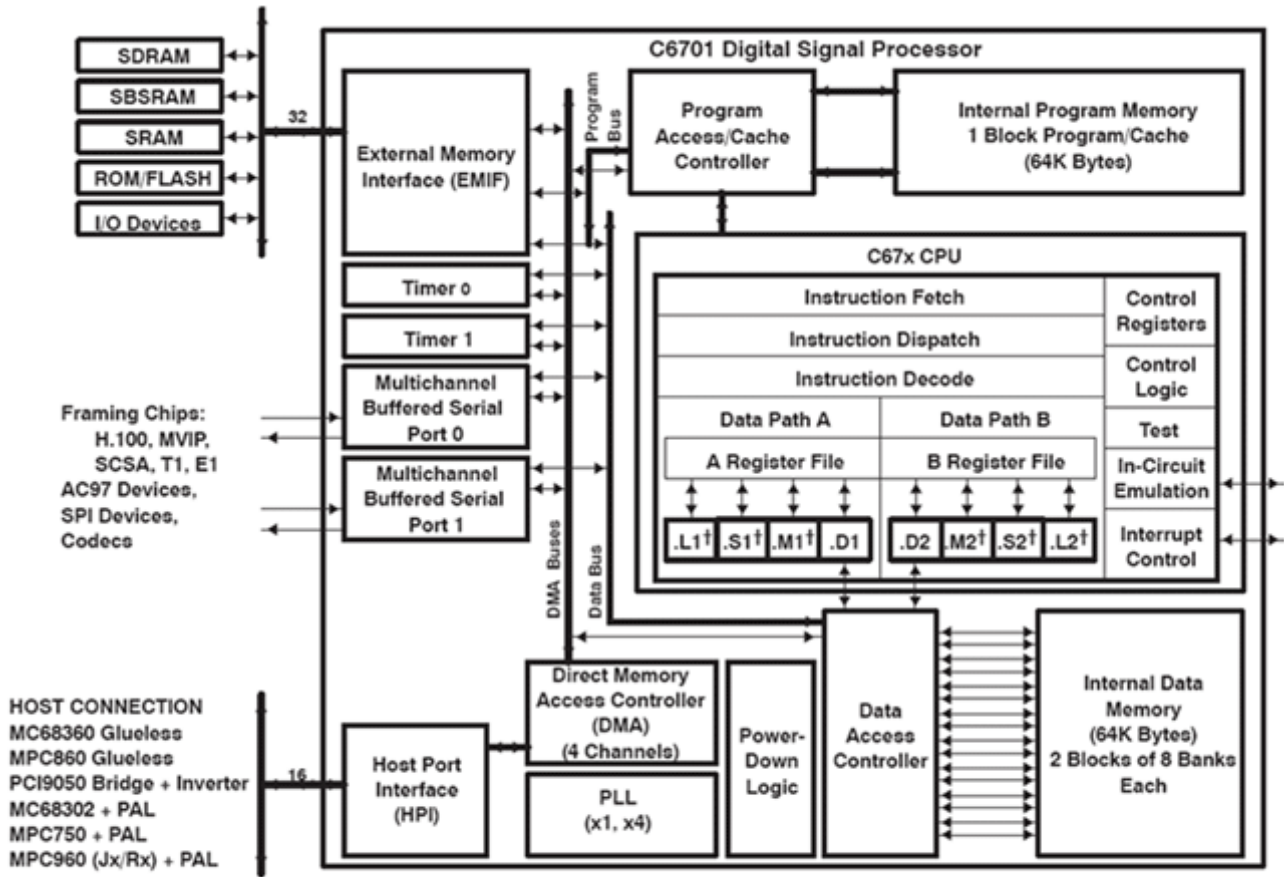 C6701 Digital Signal Processor
SDRAM
SBSRAM
SRAM
ROM/FLASH
I/O Devices
32
External Memory
Interface (EMIF)
Program
Bus
Program
Access/Cache
Controller
Internal Program Memory
1 Block Program/Cache
(64K Bytes)
Timer 0
Timer 1
Multichannel
Buffered Serial
Port 0
Multichannel
Buffered Serial
Port 1
Framing Chips:
H.100, MVIP,
SCSA, T1, E1
AC97 Devices,
SPI Devices,
Codecs
DMA Buses
Data Bus
C67x CPU
Instruction Fetch
Instruction Dispatch
Instruction Decode
Data Path A
Data Path B
A Register File
B Register File
.L1† .S1† .M1† .D1
.D2 .M2† .S2† .L2†
Control
Registers
Control
Logic
Test
In-Circuit
Emulation
Interrupt
Control
HOST CONNECTION
MC68360 Glueless
MPC860 Glueless
PCI9050 Bridge + Inverter
MC68302 + PAL
MPC750 + PAL
MPC960 (Jx/Rx) + PAL
16
Host Port
Interface
(HPI)
Direct Memory
Access Controller
(DMA)
(4 Channels)
PLL
(x1, x4)
Power-
Down
Logic
Data
Access
Controller
Internal Data
Memory
(64K Bytes)
2 Blocks of 8 Banks
Each